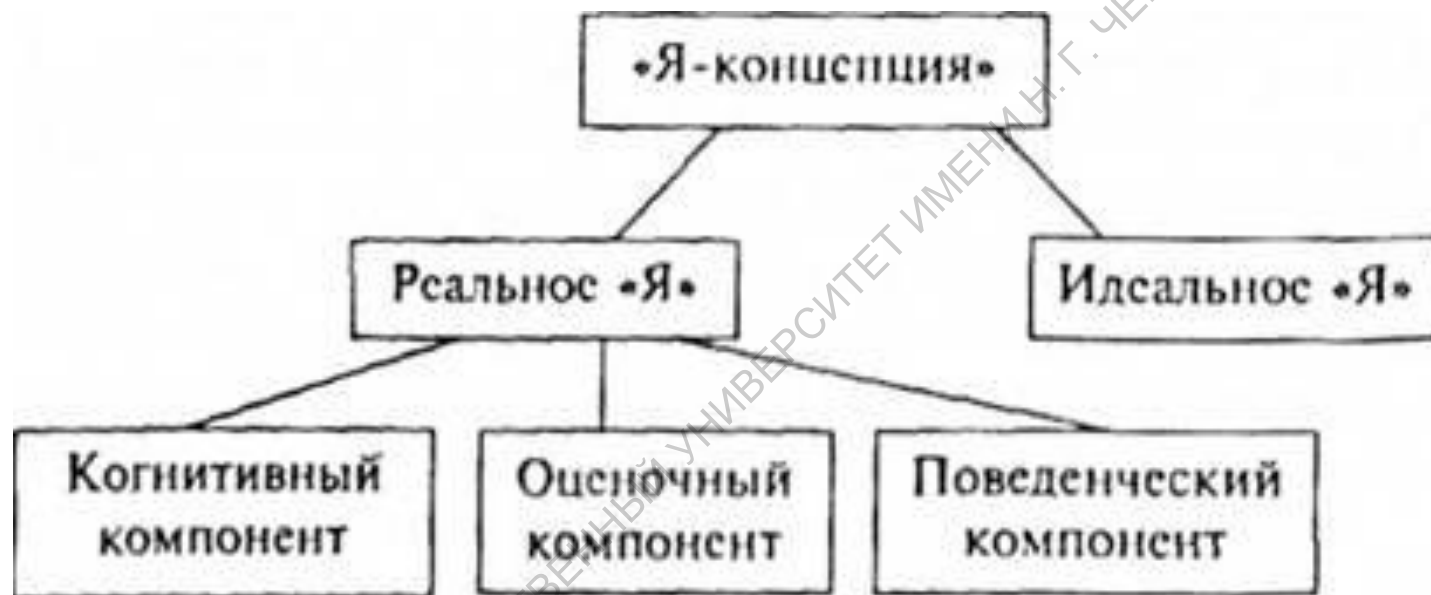 «Я-концепция»
Реальное «Я»
Идеальное «Я»
Когнитивный
компонент
Оценочный
компонент
Поведенческий
компонент
УНИВЕРСИТЕТ ИМЕНИ Н. Г.